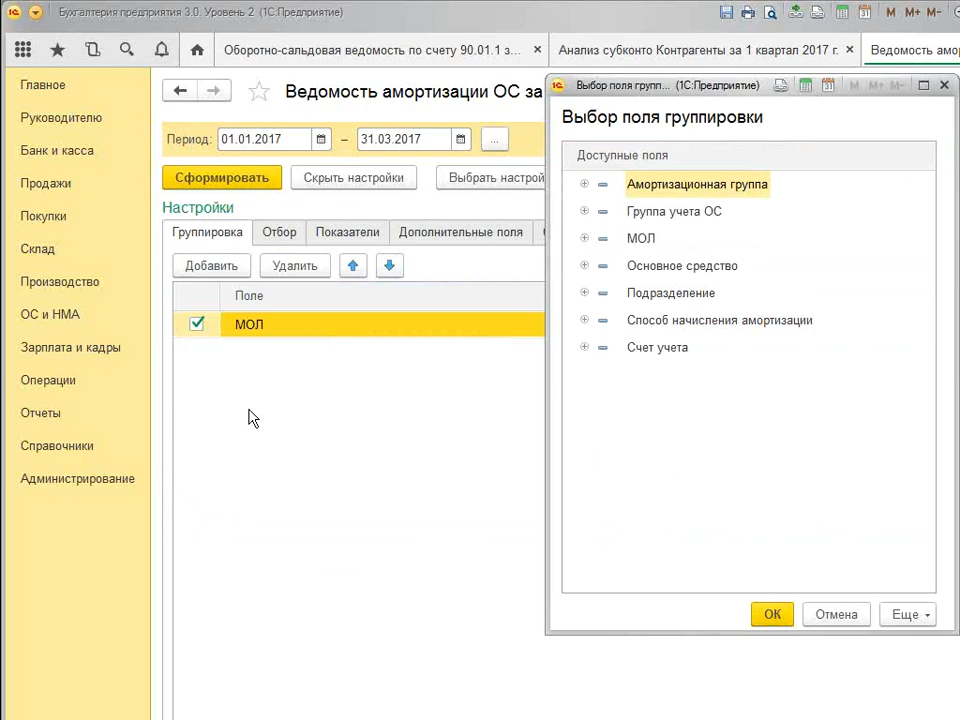 Бухгалтерия предприятия 3.0. Уровень 2 (1С:Предприятие)
M M+ M-
Оборотно-сальдовая ведомость по счету 90.01.1 з... ×
Анализ субконто Контрагенты за 1 квартал 2017 г. ×
Ведомость амо
Главное
Руководителю
Банк и касса
Продажи
Покупки
Склад
Производство
ОС и НМА
Зарплата и кадры
Операции
Отчеты
Справочники
Администрирование
Ведомость амортизации ОС за
Период: 01.01.2017 – 31.03.2017 ...
Сформировать
Скрыть настройки
Выбрать настрой
Настройки
Группировка
Отбор
Показатели
Дополнительные поля
Добавить
Удалить
Поле
МОЛ
Выбор поля групп... (1С:Предприятие)
M M+ M-
Выбор поля группировки
Доступные поля
Амортизационная группа
Группа учета ОС
МОЛ
Основное средство
Подразделение
Способ начисления амортизации
Счет учета
ОК
Отмена
Еще